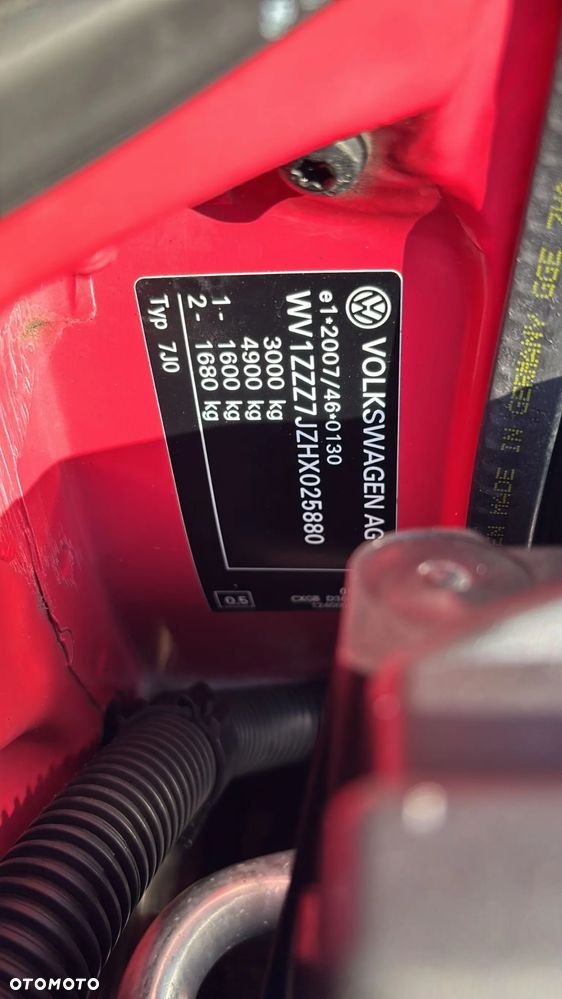 VOLKSWAGEN AG
e1*2007/46*0130
WV1ZZZ7JZHX025880
3000 kg
4900 kg
1- 1600 kg
2- 1680 kg
Typ 7J0
0.5
MADE IN GERMANY GGE
OTOMOTO